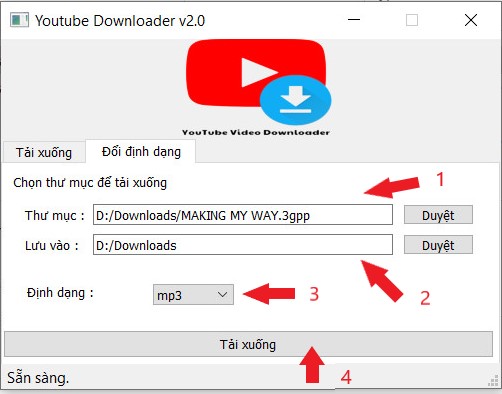 Youtube Downloader v2.0
YouTube Video Downloader
Tải xuống Đổi định dạng
Chọn thư mục để tải xuống
1
Thư mục : D:/Downloads/MAKING MY WAY.3gpp Duyệt
Lưu vào : D:/Downloads Duyệt
2
Định dạng : mp3 3
Tải xuống
4
Sẵn sàng.